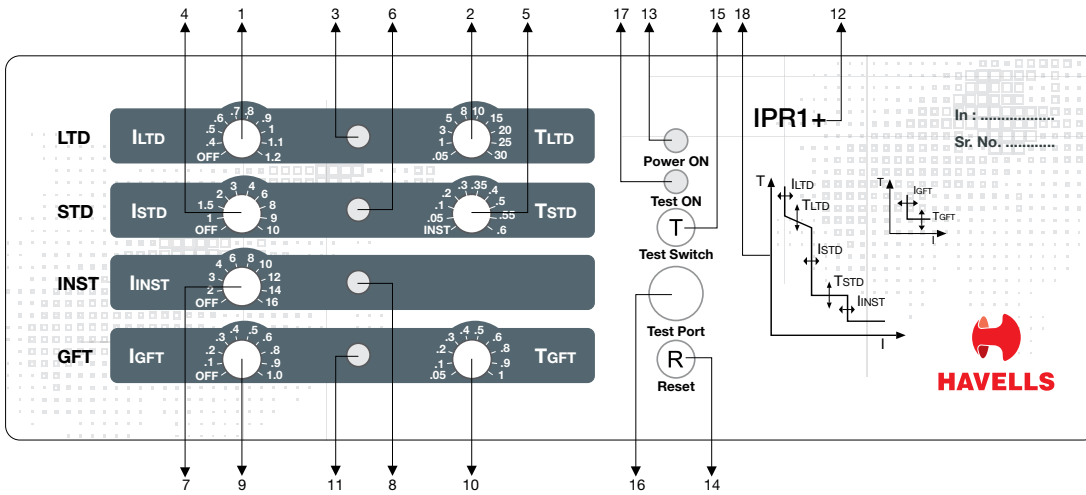 4 1 3 6 2 5 17 13 15 18 12
LTD
ILTD
OFF .4 .5 .6 .7 .8 .9 1 1.1 1.2
.05 1 3 5 8 10 15 20 25 30
TLTD
STD
ISTD
OFF 1 1.5 2 3 4 6 8 9 10
INST .05 .1 .2 .3 .35 .4 .5 .55 .6
TSTD
INST
IINST
OFF 2 3 4 6 8 10 12 14 16
GFT
IGFT
OFF .1 .2 .3 .4 .5 .6 .8 .9 1.0
.05 .1 .2 .3 .4 .5 .6 .8 .9 1
TGFT
Power ON
Test ON
T
Test Switch
Test Port
R
Reset
IPR1+
In : ..................
Sr. No. ............
T
ILTD
TLTD
ISTD
TSTD
IINST
I
T
IGFT
TGFT
I
HAVELLS
7 9 11 8 10 16 14